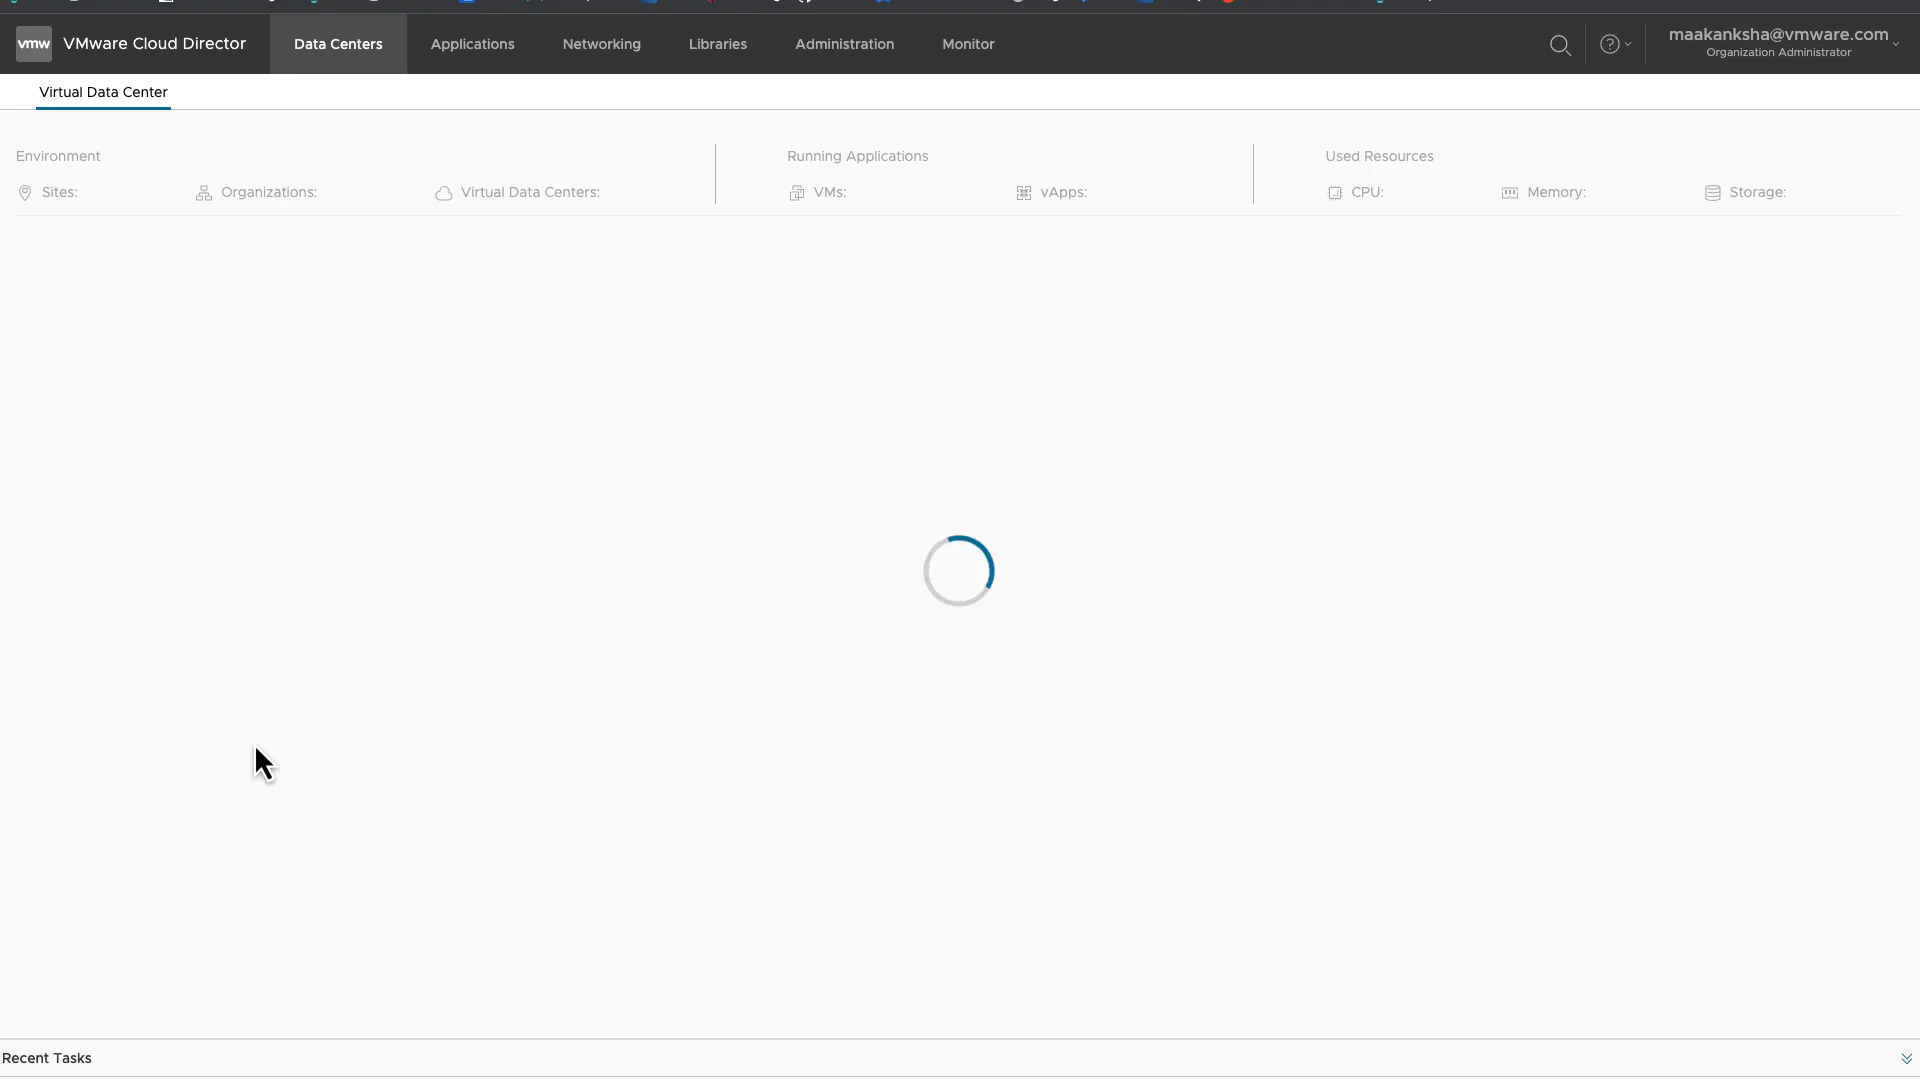 vmw VMware Cloud Director Data Centers Applications Networking Libraries Administration Monitor maakanksha@vmware.com
Organization Administrator
Virtual Data Center
Environment Running Applications Used Resources
Sites: Organizations: Virtual Data Centers: VMs: vApps: CPU: Memory: Storage:
Recent Tasks